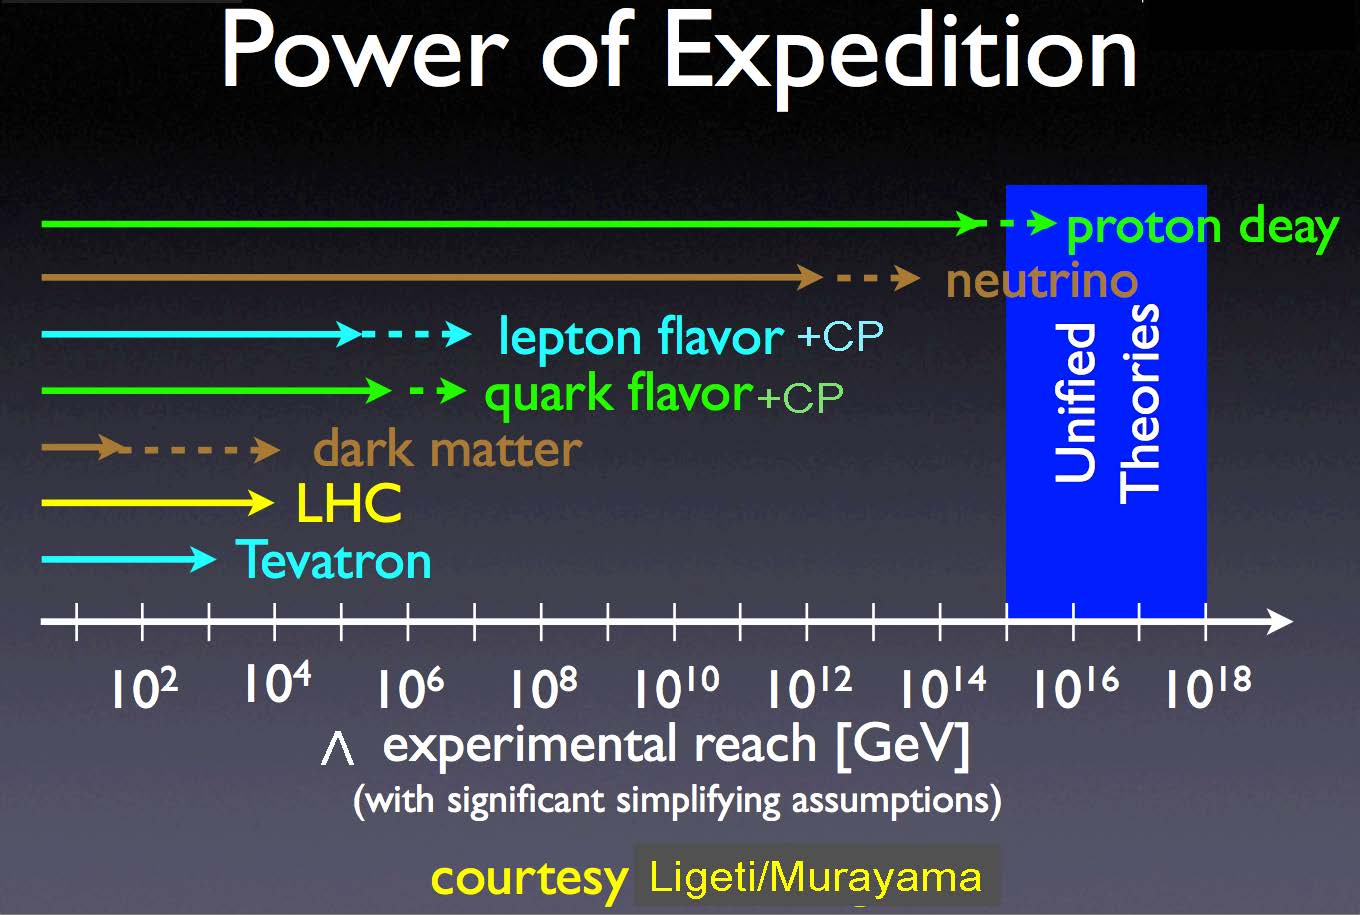 Power of Expedition
proton deay
neutrino
lepton flavor +CP
quark flavor +CP
dark matter
LHC
Tevatron
Unified
Theories
10² 10⁴ 10⁶ 10⁸ 10¹⁰ 10¹² 10¹⁴ 10¹⁶ 10¹⁸
Λ experimental reach [GeV]
(with significant simplifying assumptions)
courtesy Ligeti/Murayama